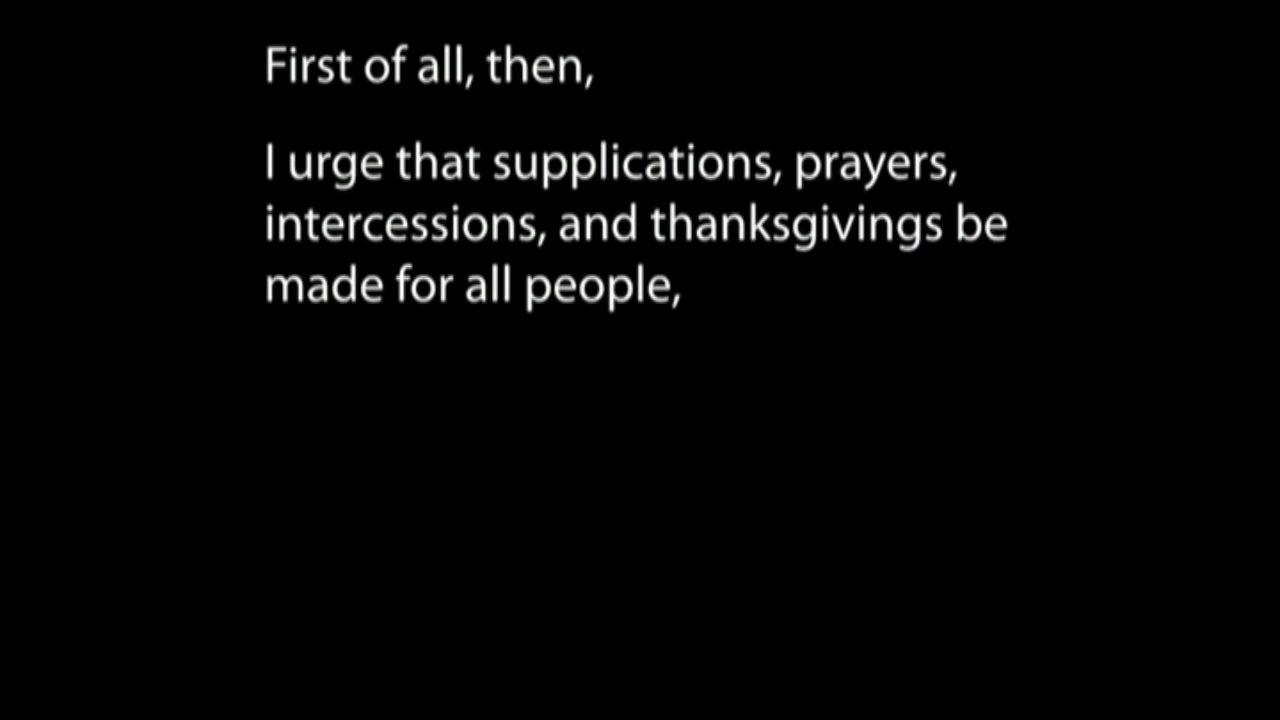 First of all, then,
I urge that supplications, prayers,
intercessions, and thanksgivings be
made for all people,